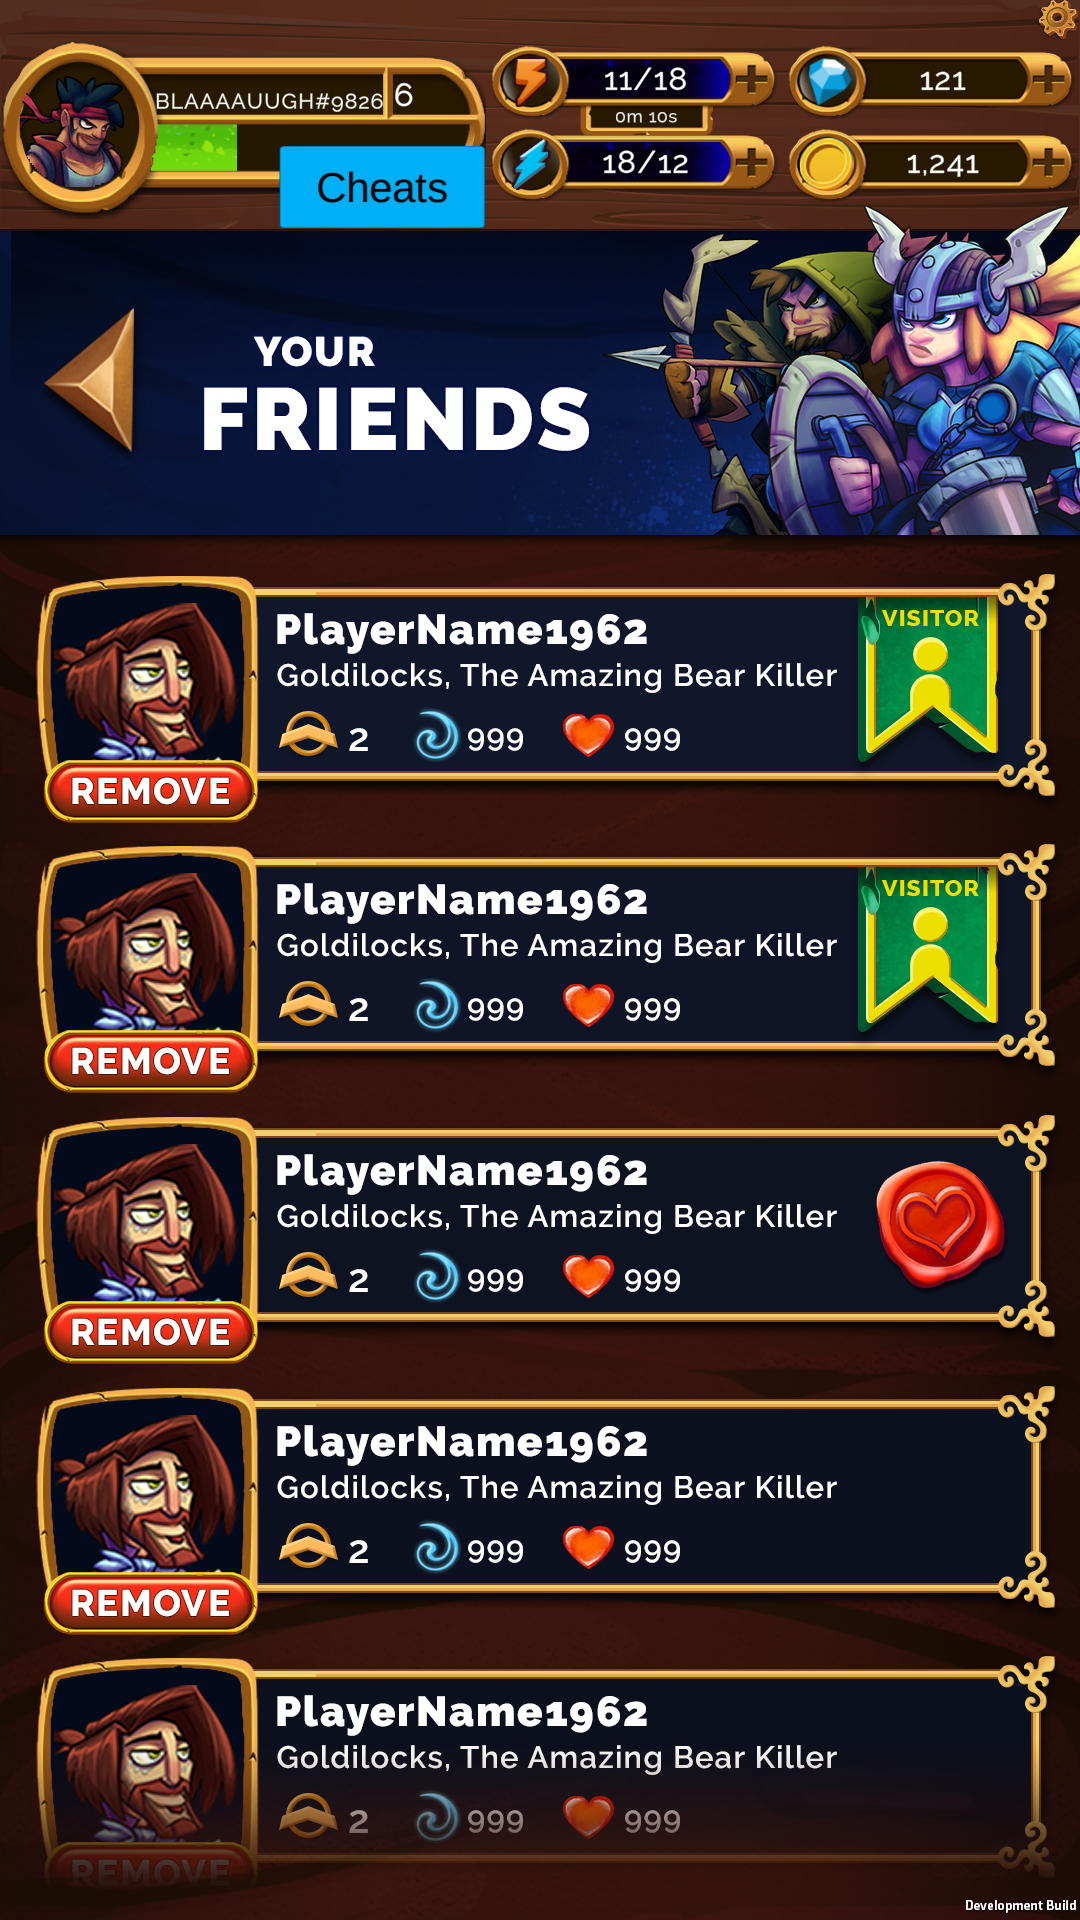 BLAAAAUUGH#9826 6
11/18
121
0m 10s
18/12
1,241
Cheats
YOUR
FRIENDS
PlayerName1962
VISITOR
Goldilocks, The Amazing Bear Killer
2 999 999
REMOVE
PlayerName1962
VISITOR
Goldilocks, The Amazing Bear Killer
2 999 999
REMOVE
PlayerName1962
Goldilocks, The Amazing Bear Killer
2 999 999
REMOVE
PlayerName1962
Goldilocks, The Amazing Bear Killer
2 999 999
REMOVE
PlayerName1962
Goldilocks, The Amazing Bear Killer
2 999 999
REMOVE
Development Build